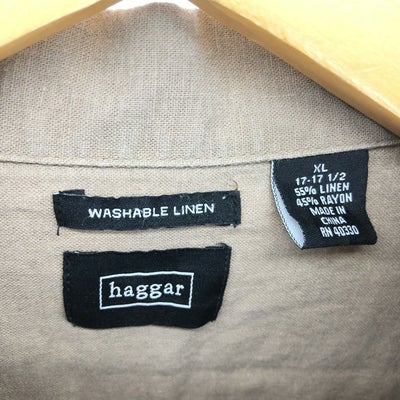 XL
17-17 1/2
55% LINEN
45% RAYON
MADE IN
CHINA
RN 40330
WASHABLE LINEN
haggar